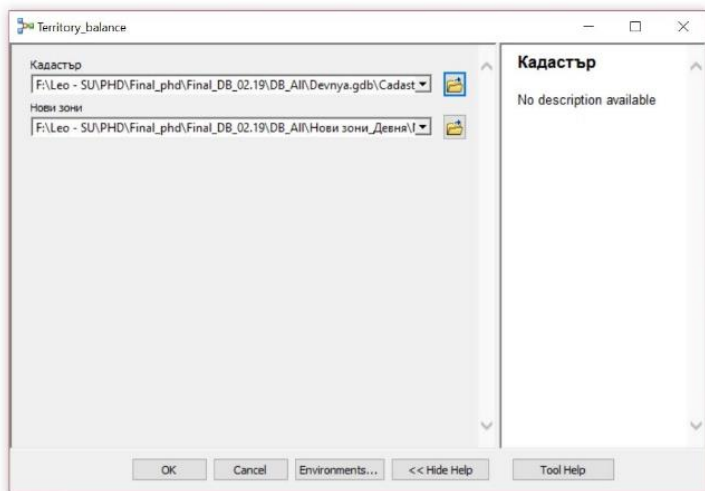 Territory_balance
Кадастър
F:\Leo - SU\PHD\Final_phd\Final_DB_02.19\DB_All\Devnya.gdb\Cadast
Нови зони
F:\Leo - SU\PHD\Final_phd\Final_DB_02.19\DB_All\Нови зони_Девня\
Кадастър
No description available
OK
Cancel
Environments...
<< Hide Help
Tool Help